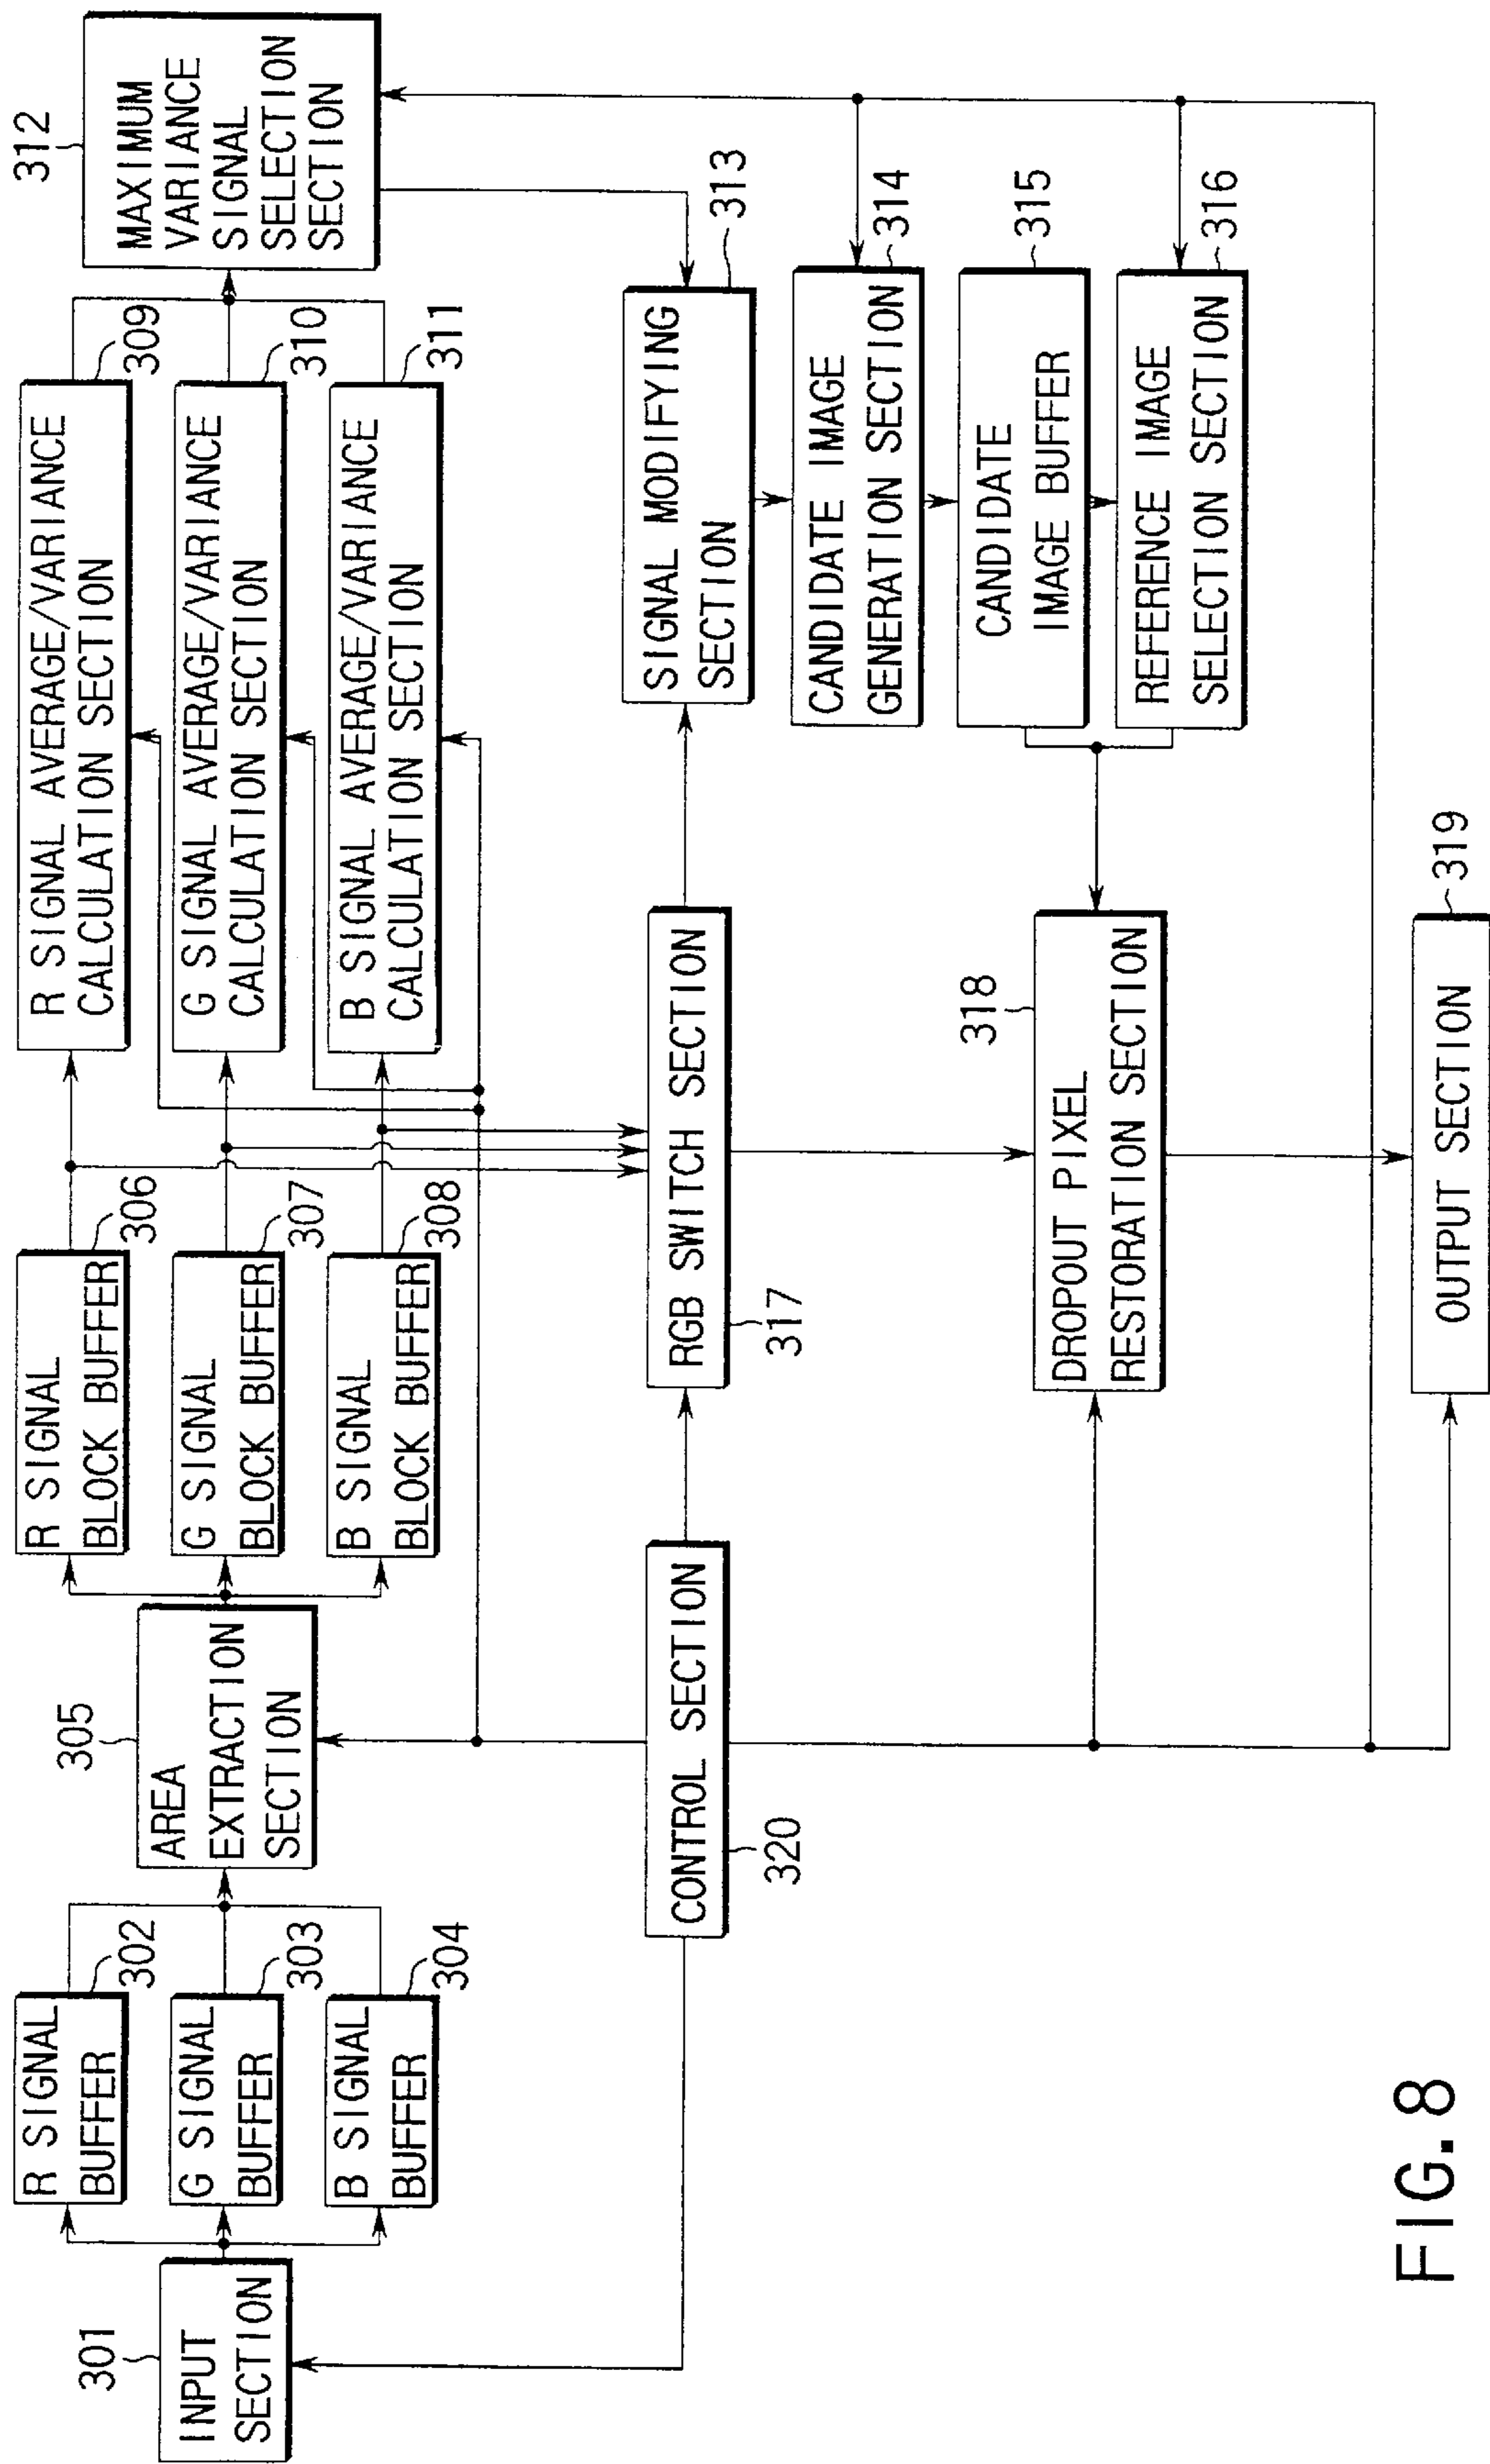 301
INPUT
SECTION
302
R SIGNAL
BUFFER
303
G SIGNAL
BUFFER
304
B SIGNAL
BUFFER
305
AREA
EXTRACTION
SECTION
306
R SIGNAL
BLOCK BUFFER
307
G SIGNAL
BLOCK BUFFER
308
B SIGNAL
BLOCK BUFFER
309
R SIGNAL AVERAGE/VARIANCE
CALCULATION SECTION
310
G SIGNAL AVERAGE/VARIANCE
CALCULATION SECTION
311
B SIGNAL AVERAGE/VARIANCE
CALCULATION SECTION
312
MAXIMUM
VARIANCE
SIGNAL
SELECTION
SECTION
CONTROL SECTION
320
RGB SWITCH SECTION
317
SIGNAL MODIFYING
SECTION
313
CANDIDATE IMAGE
GENERATION SECTION
314
CANDIDATE
IMAGE BUFFER
315
REFERENCE IMAGE
SELECTION SECTION
316
318
DROPOUT PIXEL
RESTORATION SECTION
OUTPUT SECTION
319
FIG. 8